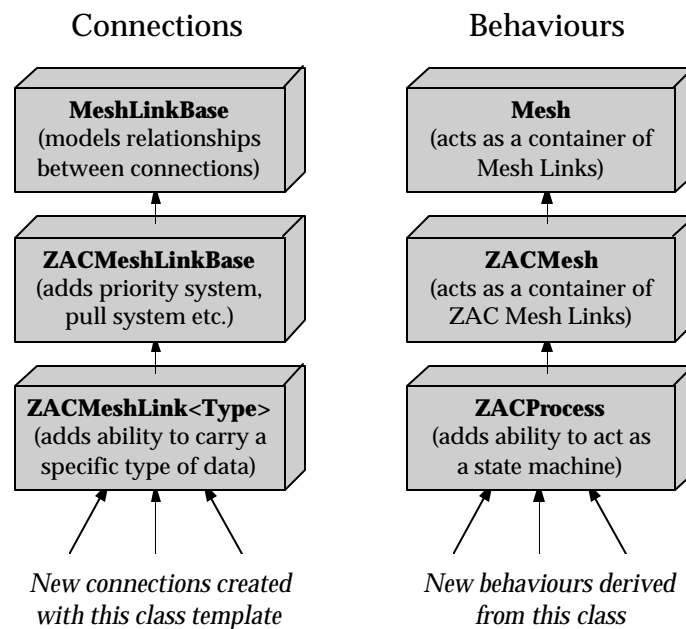 Connections
MeshLinkBase
(models relationships
between connections)
ZACMeshLinkBase
(adds priority system,
pull system etc.)
ZACMeshLink<Type>
(adds ability to carry a
specific type of data)
New connections created
with this class template
Behaviours
Mesh
(acts as a container of
Mesh Links)
ZACMesh
(acts as a container of
ZAC Mesh Links)
ZACProcess
(adds ability to act as
a state machine)
New behaviours derived
from this class